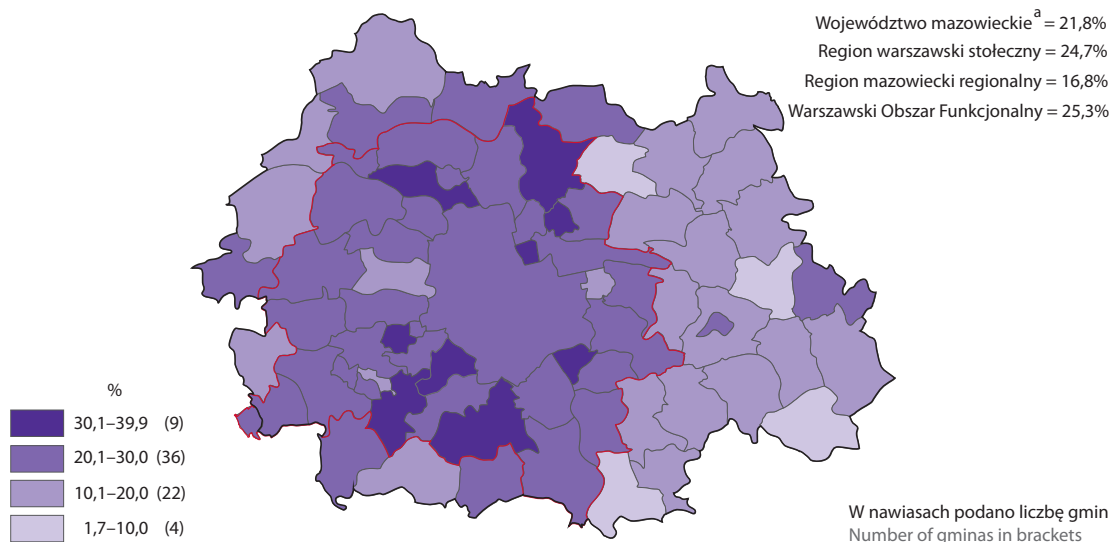 Województwo mazowieckie a = 21,8%
Region warszawski stołeczny = 24,7%
Region mazowiecki regionalny = 16,8%
Warszawski Obszar Funkcjonalny = 25,3%
%
30,1–39,9 (9)
20,1–30,0 (36)
10,1–20,0 (22)
1,7–10,0 (4)
W nawiasach podano liczbę gmin
Number of gminas in brackets